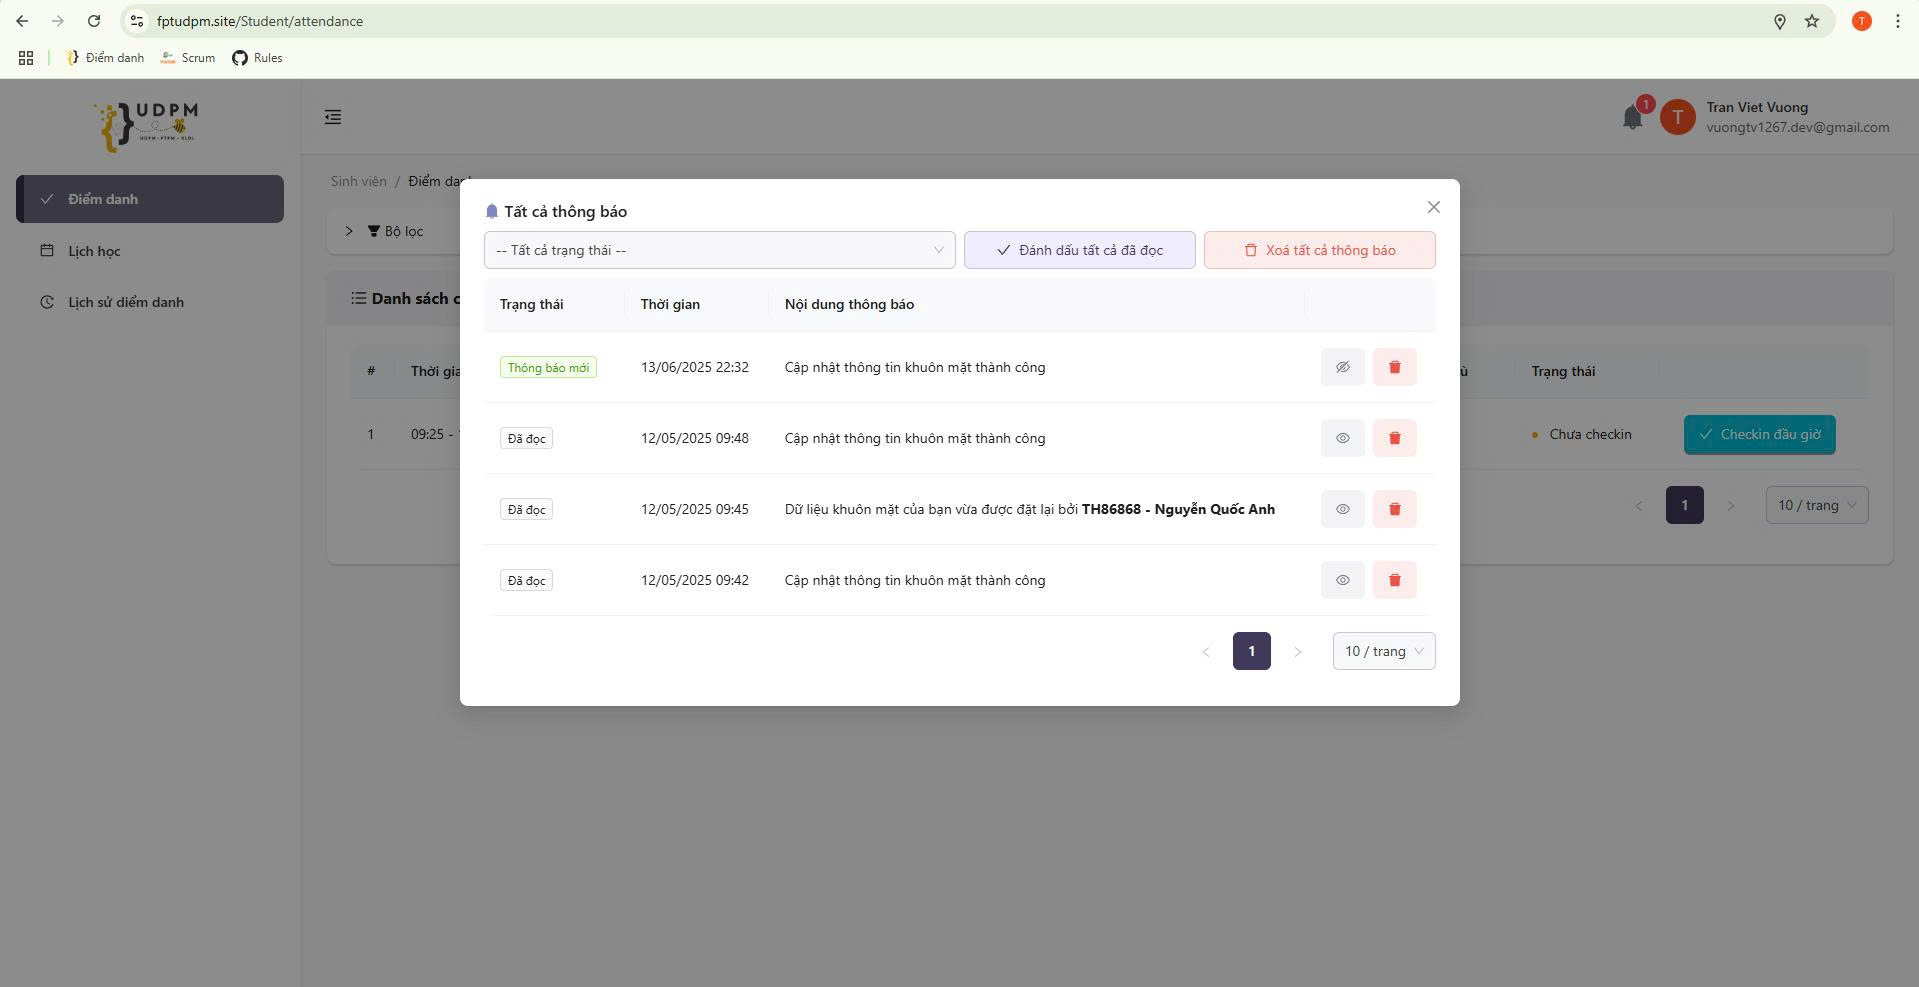 fptudpm.site/Student/attendance
T
Điểm danh
Scrum
Rules
UDPM
UDPM - PTPM - XLDL
1
T
Tran Viet Vuong
vuongtv1267.dev@gmail.com
Điểm danh
Lịch học
Lịch sử điểm danh
Sinh viên / Điểm danh
Bộ lọc
Danh sách c
# Thời gia ù Trạng thái
1 09:25 - Chưa checkin Checkin đầu giờ
1 10 / trang
Tất cả thông báo
-- Tất cả trạng thái -- Đánh dấu tất cả đã đọc Xoá tất cả thông báo
Trạng thái Thời gian Nội dung thông báo
Thông báo mới 13/06/2025 22:32 Cập nhật thông tin khuôn mặt thành công
Đã đọc 12/05/2025 09:48 Cập nhật thông tin khuôn mặt thành công
Đã đọc 12/05/2025 09:45 Dữ liệu khuôn mặt của bạn vừa được đặt lại bởi TH86868 - Nguyễn Quốc Anh
Đã đọc 12/05/2025 09:42 Cập nhật thông tin khuôn mặt thành công
1 10 / trang